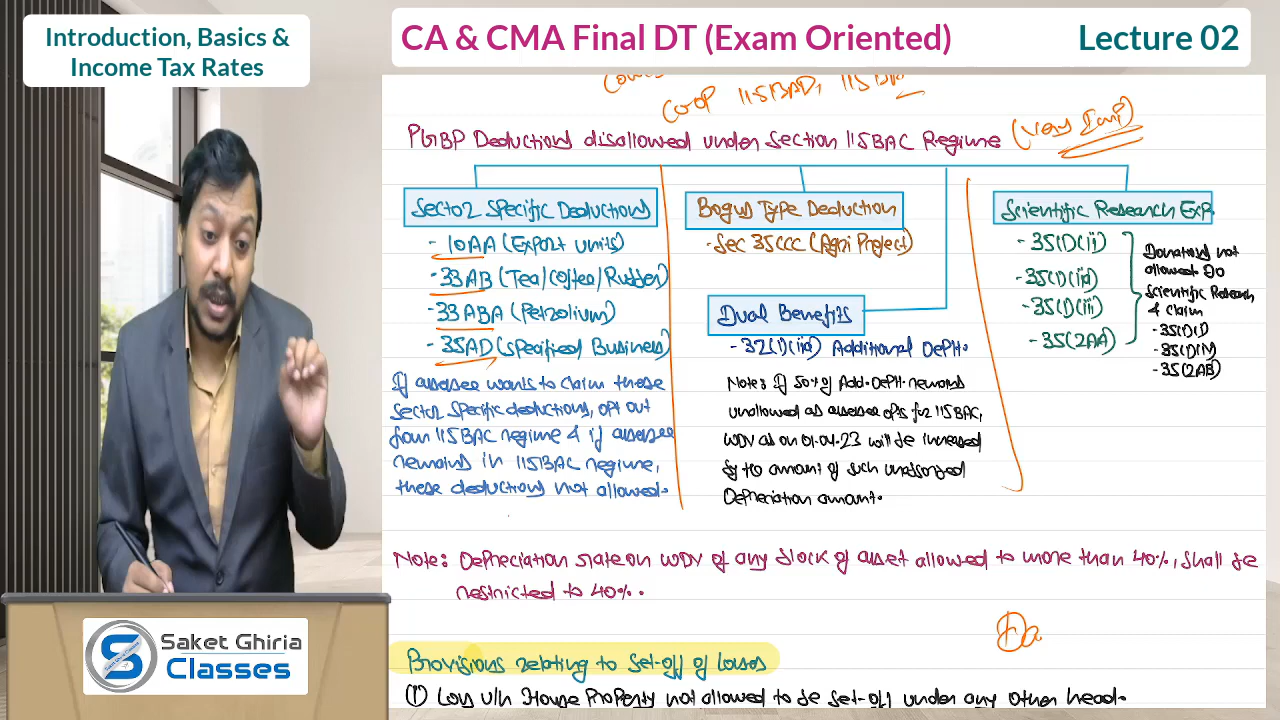 Introduction, Basics &
Income Tax Rates
CA & CMA Final DT (Exam Oriented)
Lecture 02
CO-OP 115BAD,
PGBP Deductions disallowed under Section 115BAC Regime (Very Imp)
Sector Specific Deductions
- 10AA (Export units)
- 33AB (Tea/Coffee/Rubber)
- 33ABA (Petrolium)
- 35AD (Specified Business)
If assessee wants to claim these
Sector Specific deductions, opt out
from 115BAC regime & if assessee
remains in 115BAC regime,
these deductions not allowed.
Bogus Type Deduction
- Sec 35CCC (Agri Project)
Dual Benefits
- 32(1)(iia) Additional Depn.
Note: If 50% of Add. Depn. remains
unallowed as assessee opts for 115BAC,
WDV as on 01.04.23 will be increased
by the amount of such unabsorbed
Depreciation amount.
Scientific Research Exp.
- 35(1)(ii)
- 35(1)(iia)
- 35(1)(iii)
- 35(2AA)
Donations not
allowed. Do
Scientific Research
& claim
- 35(1)(i)
- 35(1)(iv)
- 35(2AB)
Note: Depreciation rate on WDV of any block of asset allowed to more than 40%, shall be
restricted to 40%.
Provisions relating to Set-off of losses
(1) Loss u/h House Property not allowed to be set-off under any other head.
Saket Ghiria
Classes